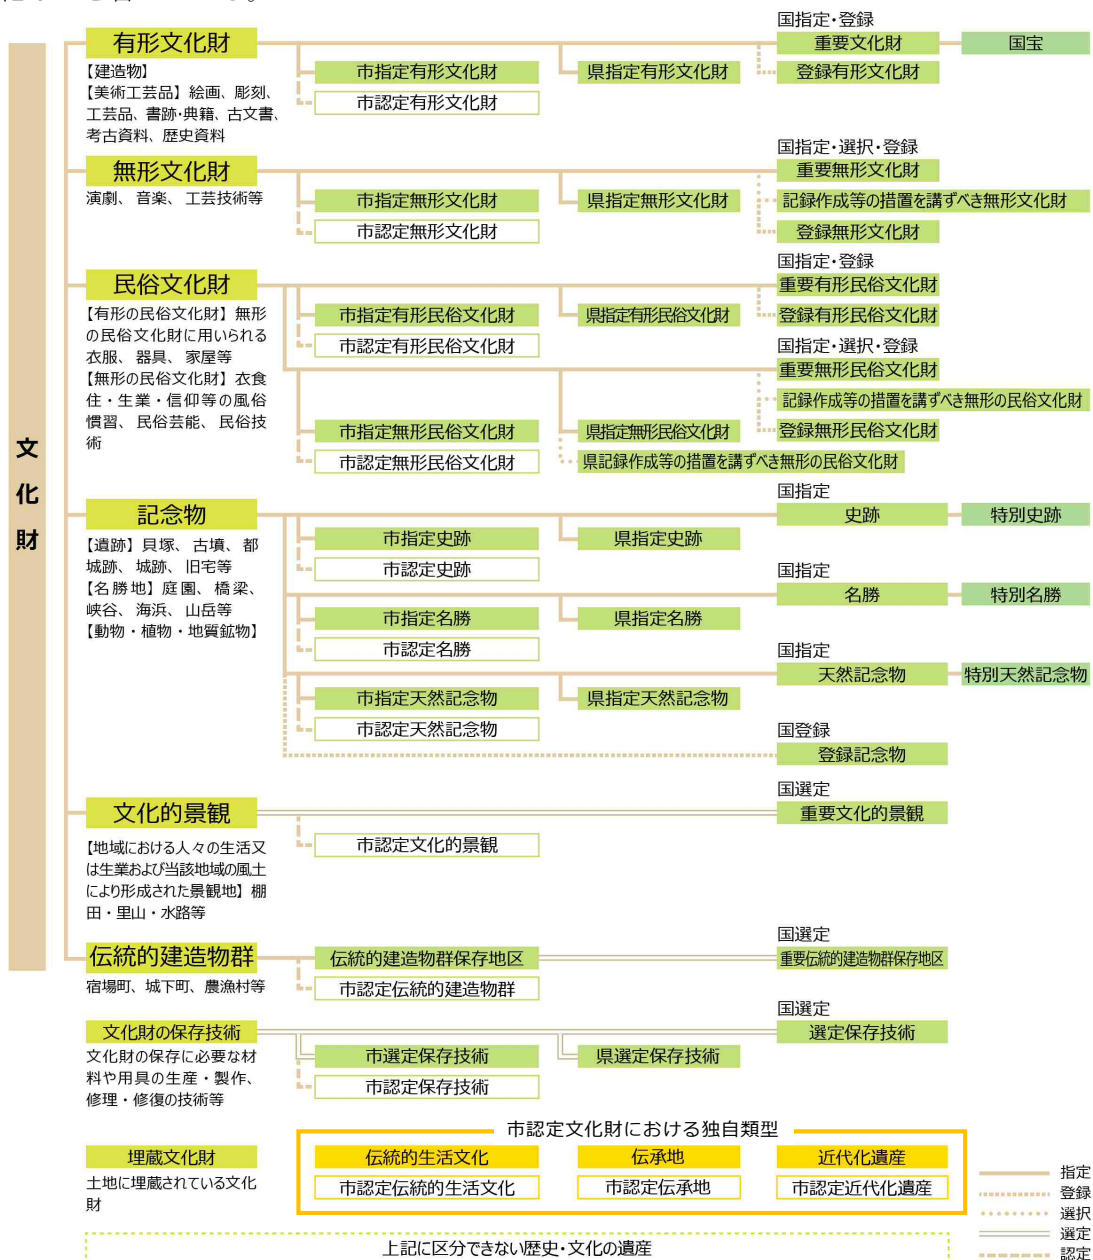 文化財
国指定・登録
有形文化財
重要文化財
国宝
市指定有形文化財
県指定有形文化財
登録有形文化財
市認定有形文化財
【建造物】
【美術工芸品】絵画、彫刻、
工芸品、書跡・典籍、古文書、
考古資料、歴史資料
国指定・選択・登録
無形文化財
重要無形文化財
演劇、音楽、工芸技術等
市指定無形文化財
県指定無形文化財
記録作成等の措置を講ずべき無形文化財
市認定無形文化財
登録無形文化財
国指定・登録
民俗文化財
重要有形民俗文化財
市指定有形民俗文化財
県指定有形民俗文化財
登録有形民俗文化財
市認定有形民俗文化財
【有形の民俗文化財】無形
の民俗文化財に用いられる
衣服、器具、家屋等
【無形の民俗文化財】衣食
住・生業・信仰等の風俗
慣習、民俗芸能、民俗技
術
国指定・選択・登録
重要無形民俗文化財
記録作成等の措置を講ずべき無形の民俗文化財
市指定無形民俗文化財
県指定無形民俗文化財
登録無形民俗文化財
市認定無形民俗文化財
県記録作成等の措置を講ずべき無形の民俗文化財
国指定
記念物
史跡
特別史跡
市指定史跡
県指定史跡
市認定史跡
【遺跡】貝塚、古墳、都
城跡、城跡、旧宅等
【名勝地】庭園、橋梁、
峡谷、海浜、山岳等
【動物・植物・地質鉱物】
国指定
名勝
特別名勝
市指定名勝
県指定名勝
市認定名勝
国指定
天然記念物
特別天然記念物
市指定天然記念物
県指定天然記念物
市認定天然記念物
国登録
登録記念物
国選定
文化的景観
重要文化的景観
市認定文化的景観
【地域における人々の生活又
は生業および当該地域の風土
により形成された景観地】棚
田・里山・水路等
国選定
伝統的建造物群
伝統的建造物群保存地区
重要伝統的建造物群保存地区
宿場町、城下町、農漁村等
市認定伝統的建造物群
国選定
文化財の保存技術
選定保存技術
市選定保存技術
県選定保存技術
市認定保存技術
文化財の保存に必要な材
料や用具の生産・製作、
修理・修復の技術等
市認定文化財における独自類型
埋蔵文化財
伝統的生活文化
伝承地
近代化遺産
土地に埋蔵されている文化
財
市認定伝統的生活文化
市認定伝承地
市認定近代化遺産
指定
登録
選択
選定
認定
上記に区分できない歴史・文化の遺産